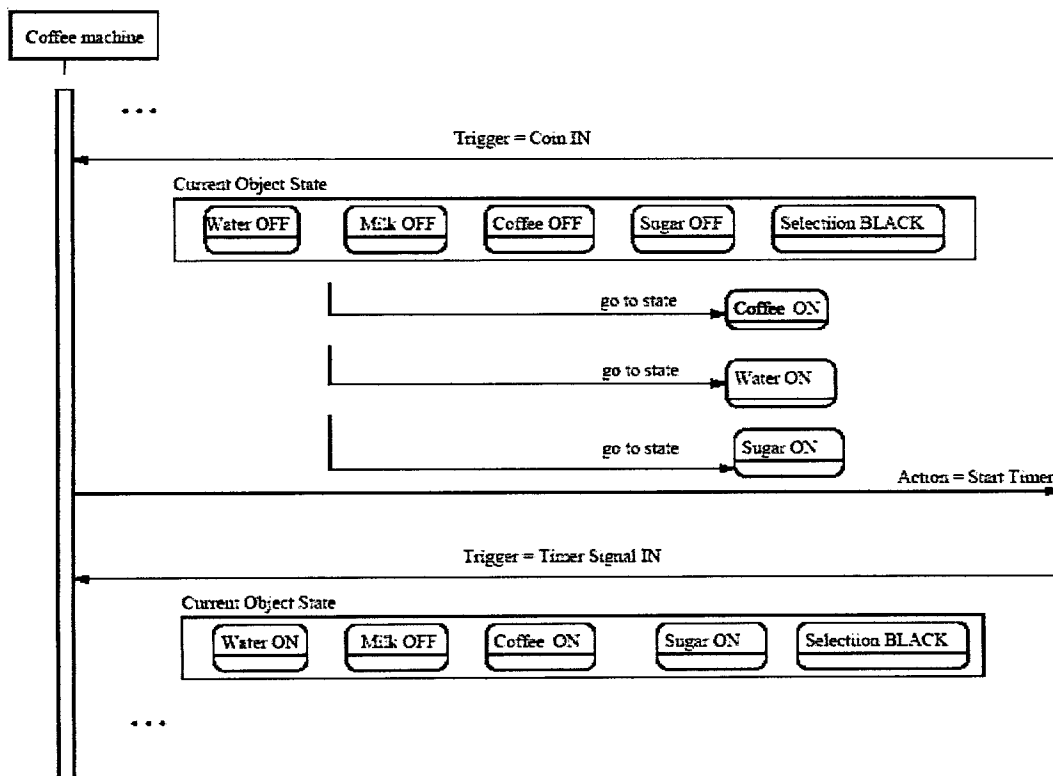 Coffee machine
...
Trigger = Coin IN
Current Object State
Water OFF Milk OFF Coffee OFF Sugar OFF Selectiion BLACK
go to state Coffee ON
go to state Water ON
go to state Sugar ON
Action = Start Timer
Trigger = Timer Signal IN
Current Object State
Water ON Milk OFF Coffee ON Sugar ON Selectiion BLACK
...